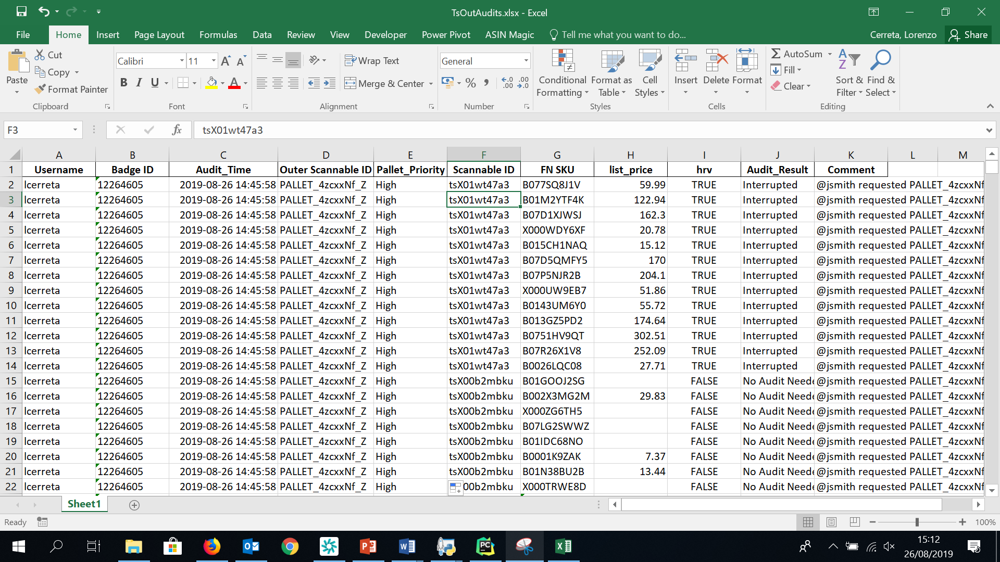 TsOutAudits.xlsx - Excel
File Home Insert Page Layout Formulas Data Review View Developer Power Pivot ASIN Magic Tell me what you want to do... Cerreta, Lorenzo Share
Paste Cut Copy Format Painter Clipboard
Calibri 11 B I U A Font
Wrap Text Merge & Center Alignment
General % Number
Conditional Formatting Format as Table Cell Styles Styles
Insert Delete Format Cells
AutoSum Fill Clear Sort & Filter Find & Select Editing
F3 fx tsX01wt47a3
A B C D E F G H I J K L M
1 Username Badge ID Audit_Time Outer Scannable ID Pallet_Priority Scannable ID FN SKU list_price hrv Audit_Result Comment
2 lcerreta 12264605 2019-08-26 14:45:58 PALLET_4zcxxNf_Z High tsX01wt47a3 B077SQ8J1V 59.99 TRUE Interrupted @jsmith requested PALLET_4zcxxNf
3 lcerreta 12264605 2019-08-26 14:45:58 PALLET_4zcxxNf_Z High tsX01wt47a3 B01M2YTF4K 122.94 TRUE Interrupted @jsmith requested PALLET_4zcxxNf
4 lcerreta 12264605 2019-08-26 14:45:58 PALLET_4zcxxNf_Z High tsX01wt47a3 B07D1XJWSJ 162.3 TRUE Interrupted @jsmith requested PALLET_4zcxxNf
5 lcerreta 12264605 2019-08-26 14:45:58 PALLET_4zcxxNf_Z High tsX01wt47a3 X000WDY6XF 20.78 TRUE Interrupted @jsmith requested PALLET_4zcxxNf
6 lcerreta 12264605 2019-08-26 14:45:58 PALLET_4zcxxNf_Z High tsX01wt47a3 B015CH1NAQ 15.12 TRUE Interrupted @jsmith requested PALLET_4zcxxNf
7 lcerreta 12264605 2019-08-26 14:45:58 PALLET_4zcxxNf_Z High tsX01wt47a3 B07D5QMFY5 170 TRUE Interrupted @jsmith requested PALLET_4zcxxNf
8 lcerreta 12264605 2019-08-26 14:45:58 PALLET_4zcxxNf_Z High tsX01wt47a3 B07P5NJR2B 204.1 TRUE Interrupted @jsmith requested PALLET_4zcxxNf
9 lcerreta 12264605 2019-08-26 14:45:58 PALLET_4zcxxNf_Z High tsX01wt47a3 X000UW9EB7 51.86 TRUE Interrupted @jsmith requested PALLET_4zcxxNf
10 lcerreta 12264605 2019-08-26 14:45:58 PALLET_4zcxxNf_Z High tsX01wt47a3 B0143UM6Y0 55.72 TRUE Interrupted @jsmith requested PALLET_4zcxxNf
11 lcerreta 12264605 2019-08-26 14:45:58 PALLET_4zcxxNf_Z High tsX01wt47a3 B013GZ5PD2 174.64 TRUE Interrupted @jsmith requested PALLET_4zcxxNf
12 lcerreta 12264605 2019-08-26 14:45:58 PALLET_4zcxxNf_Z High tsX01wt47a3 B0751HV9QT 302.51 TRUE Interrupted @jsmith requested PALLET_4zcxxNf
13 lcerreta 12264605 2019-08-26 14:45:58 PALLET_4zcxxNf_Z High tsX01wt47a3 B07R26X1V8 252.09 TRUE Interrupted @jsmith requested PALLET_4zcxxNf
14 lcerreta 12264605 2019-08-26 14:45:58 PALLET_4zcxxNf_Z High tsX01wt47a3 B0026LQC08 27.71 TRUE Interrupted @jsmith requested PALLET_4zcxxNf
15 lcerreta 12264605 2019-08-26 14:45:58 PALLET_4zcxxNf_Z High tsX00b2mbku B01GOOJ2SG FALSE No Audit Neede @jsmith requested PALLET_4zcxxNf
16 lcerreta 12264605 2019-08-26 14:45:58 PALLET_4zcxxNf_Z High tsX00b2mbku B002X3MG2M 29.83 FALSE No Audit Neede @jsmith requested PALLET_4zcxxNf
17 lcerreta 12264605 2019-08-26 14:45:58 PALLET_4zcxxNf_Z High tsX00b2mbku X000ZG6TH5 FALSE No Audit Neede @jsmith requested PALLET_4zcxxNf
18 lcerreta 12264605 2019-08-26 14:45:58 PALLET_4zcxxNf_Z High tsX00b2mbku B07LG2SWWZ FALSE No Audit Neede @jsmith requested PALLET_4zcxxNf
19 lcerreta 12264605 2019-08-26 14:45:58 PALLET_4zcxxNf_Z High tsX00b2mbku B01IDC68NO FALSE No Audit Neede @jsmith requested PALLET_4zcxxNf
20 lcerreta 12264605 2019-08-26 14:45:58 PALLET_4zcxxNf_Z High tsX00b2mbku B0001K9ZAK 7.37 FALSE No Audit Neede @jsmith requested PALLET_4zcxxNf
21 lcerreta 12264605 2019-08-26 14:45:58 PALLET_4zcxxNf_Z High tsX00b2mbku B01N38BU2B 13.44 FALSE No Audit Neede @jsmith requested PALLET_4zcxxNf
22 lcerreta 12264605 2019-08-26 14:45:58 PALLET_4zcxxNf_Z High 00b2mbku X000TRWE8D FALSE No Audit Neede @jsmith requested PALLET_4zcxxNf
Sheet1
Ready 100%
15:12
26/08/2019